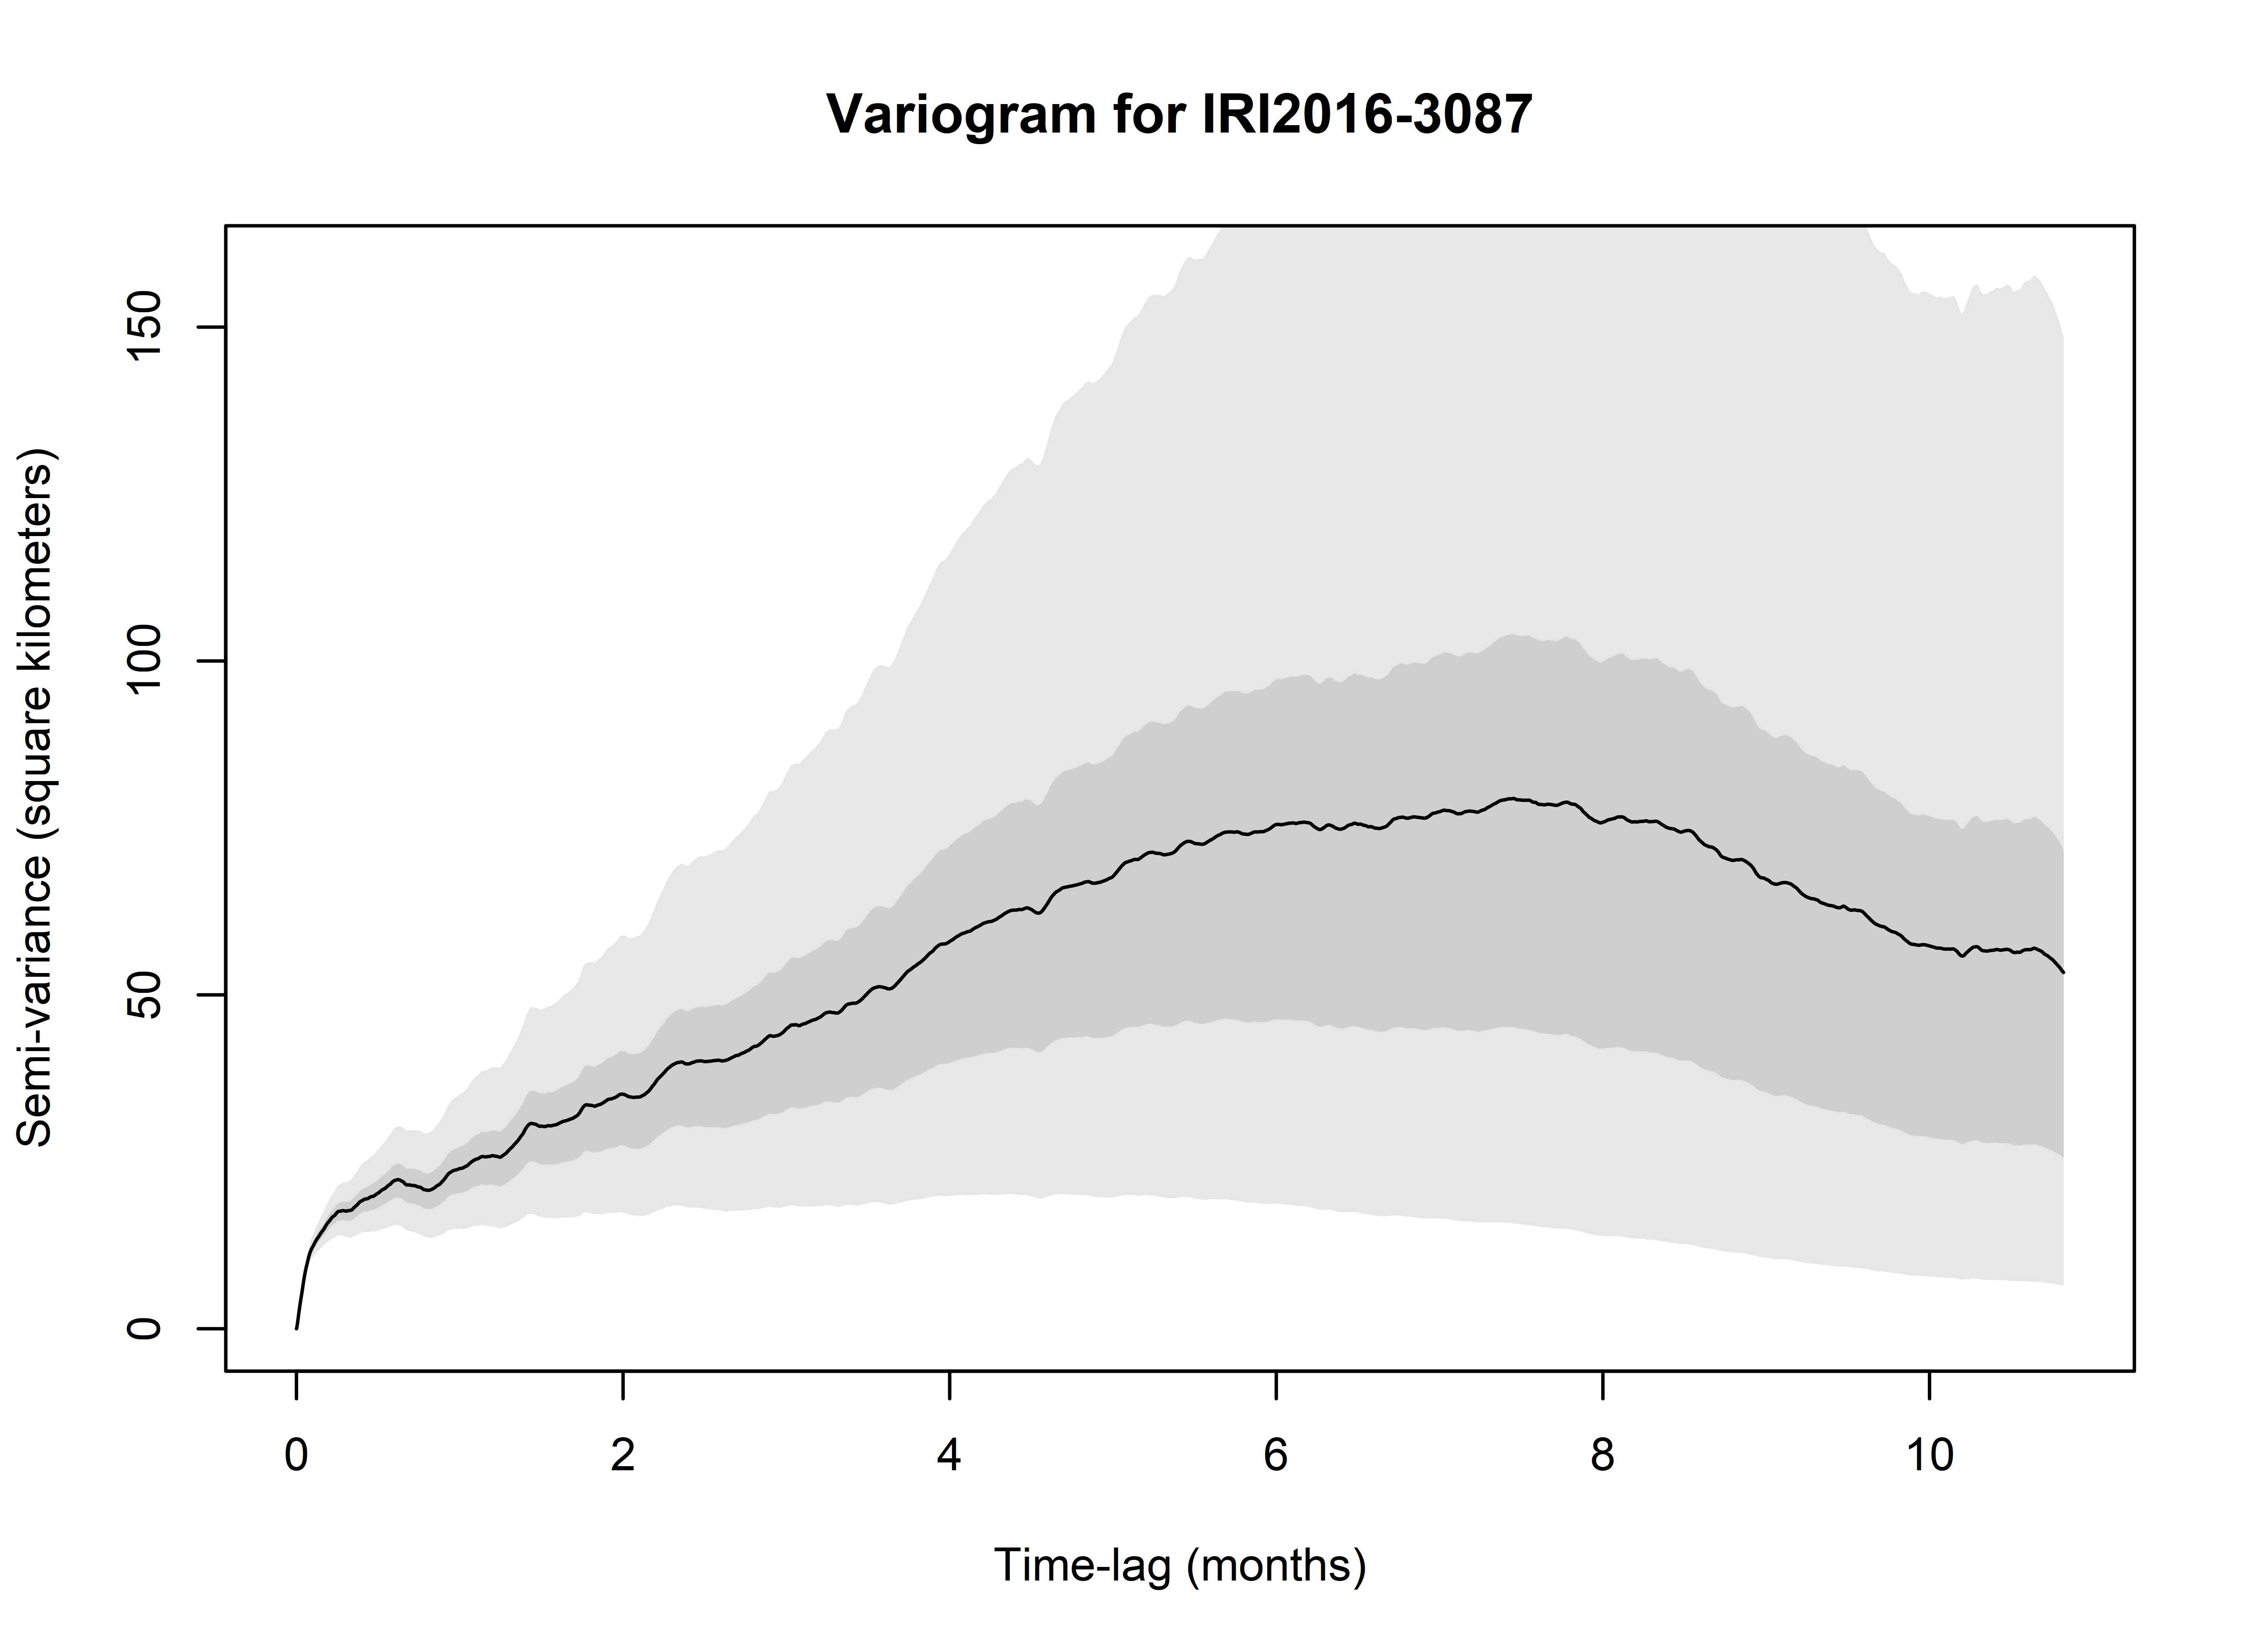 Variogram for IRI2016-3087
Semi-variance (square kilometers)
150
100
50
0
0 2 4 6 8 10
Time-lag (months)